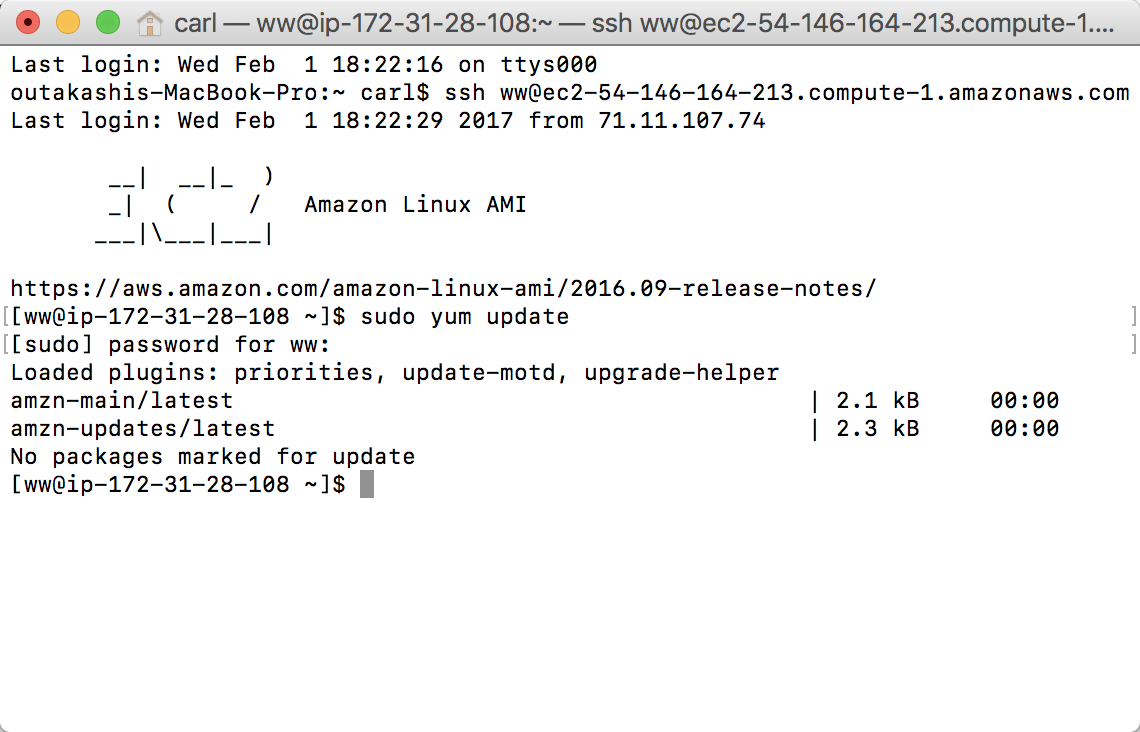 carl — ww@ip-172-31-28-108:~ — ssh ww@ec2-54-146-164-213.compute-1....
Last login: Wed Feb  1 18:22:16 on ttys000
outakashis-MacBook-Pro:~ carl$ ssh ww@ec2-54-146-164-213.compute-1.amazonaws.com
Last login: Wed Feb  1 18:22:29 2017 from 71.11.107.74

       __|  __|_  )
       _|  (     /   Amazon Linux AMI
      ___|\___|___|

https://aws.amazon.com/amazon-linux-ami/2016.09-release-notes/
[[ww@ip-172-31-28-108 ~]$ sudo yum update ]
[[sudo] password for ww: ]
Loaded plugins: priorities, update-motd, upgrade-helper
amzn-main/latest                                         | 2.1 kB     00:00
amzn-updates/latest                                      | 2.3 kB     00:00
No packages marked for update
[ww@ip-172-31-28-108 ~]$